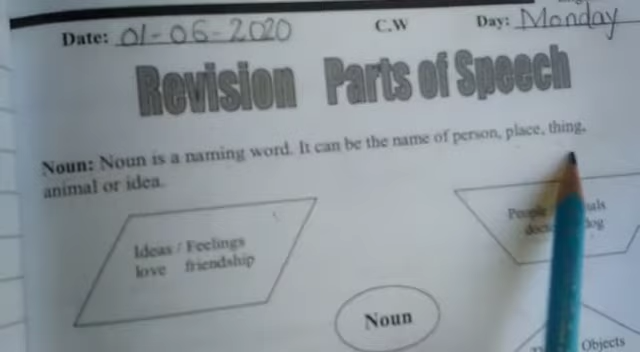 Date: 01-06-2020 C.W Day: Monday
Revision Parts of Speech
Noun: Noun is a naming word. It can be the name of person, place, thing,
animal or idea.
Ideas / Feelings
love friendship
Noun
Objects